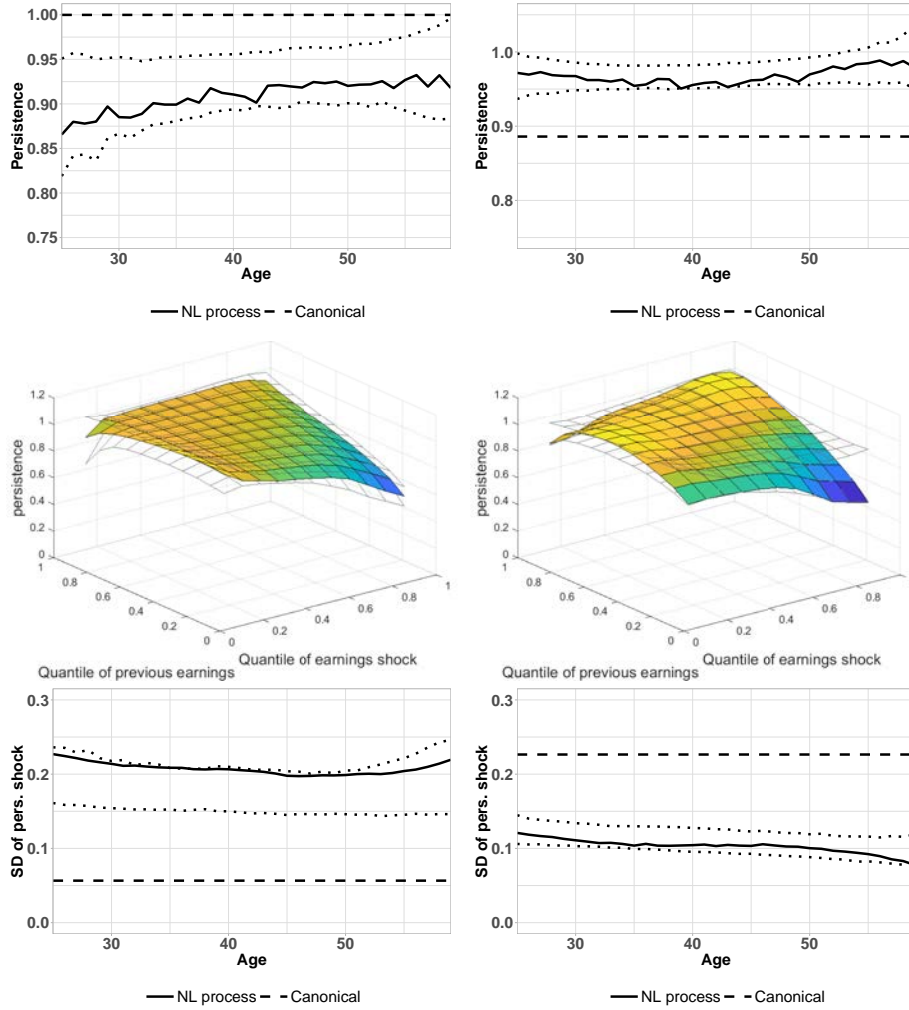 1.00
0.95
0.90
0.85
0.80
0.75
Persistence
30 40 50
Age
NL process Canonical
1.0
0.9
0.8
Persistence
30 40 50
Age
NL process Canonical
1.2
1
0.8
0.6
0.4
0.2
0
persistence
1 0.8 0.6 0.4 0.2 0
0 0.2 0.4 0.6 0.8 1
Quantile of earnings shock
Quantile of previous earnings
1.2
1
0.8
0.6
0.4
0.2
0
persistence
1 0.8 0.6 0.4 0.2 0
0 0.2 0.4 0.6 0.8 1
Quantile of earnings shock
Quantile of previous earnings
0.3
0.2
0.1
0.0
SD of pers. shock
30 40 50
Age
NL process Canonical
0.3
0.2
0.1
0.0
SD of pers. shock
30 40 50
Age
NL process Canonical